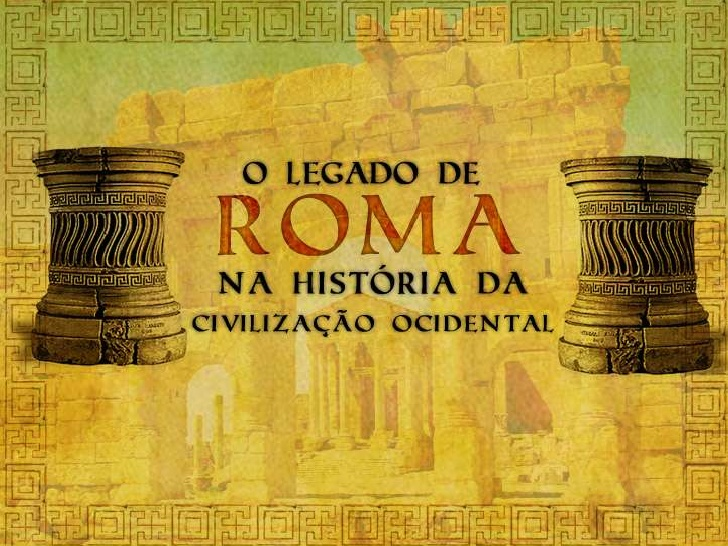 O LEGADO DE
ROMA
NA HISTÓRIA DA
CIVILIZAÇÃO OCIDENTAL